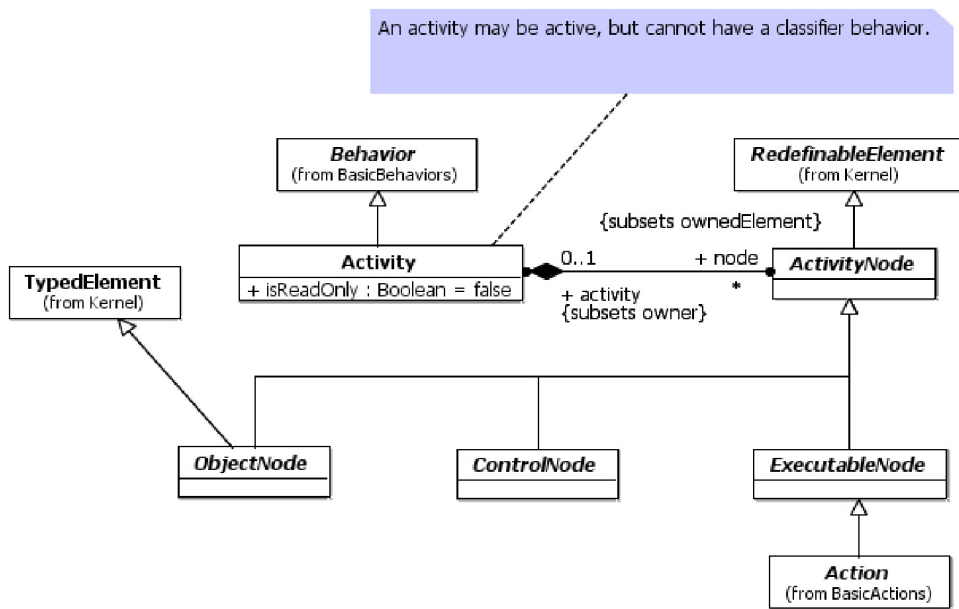 An activity may be active, but cannot have a classifier behavior.
Behavior
(from BasicBehaviors)
RedefinableElement
(from Kernel)
{subsets ownedElement}
Activity
+ isReadOnly : Boolean = false
0..1
+ node
ActivityNode
*
+ activity
{subsets owner}
TypedElement
(from Kernel)
ObjectNode
ControlNode
ExecutableNode
Action
(from BasicActions)